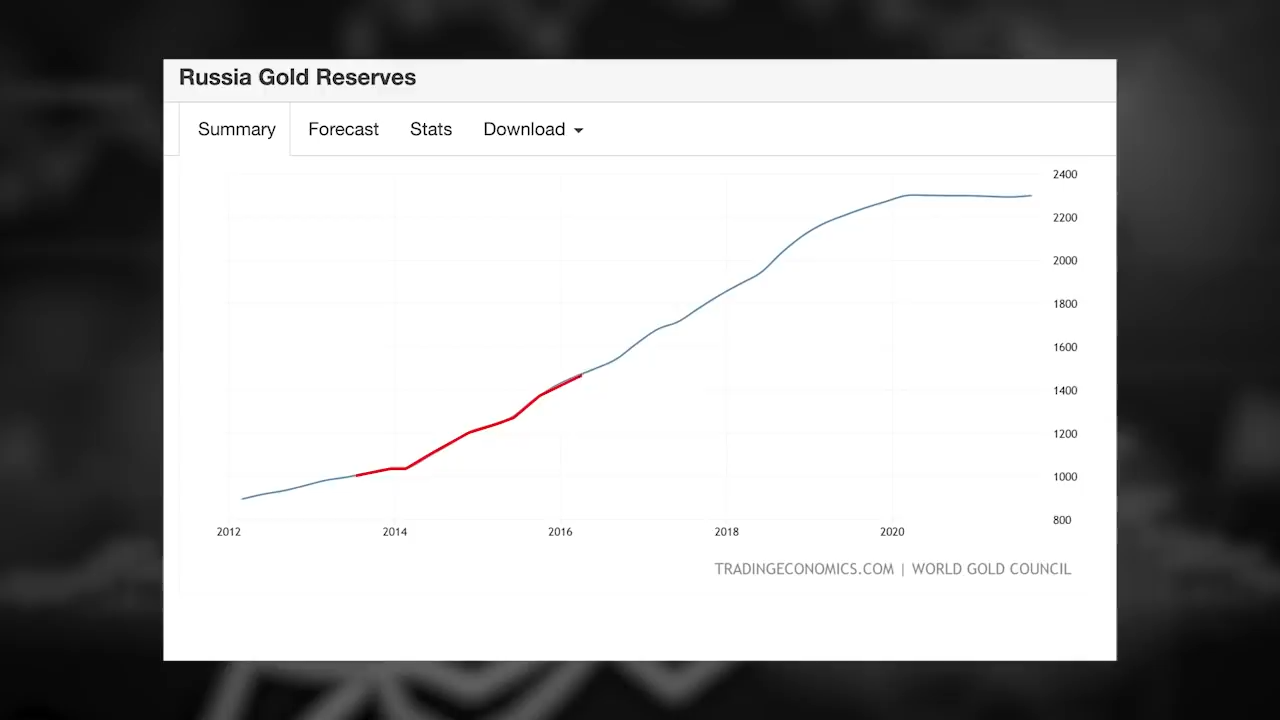 Russia Gold Reserves
Summary Forecast Stats Download
2400
2200
2000
1800
1600
1400
1200
1000
800
2012 2014 2016 2018 2020
TRADINGECONOMICS.COM | WORLD GOLD COUNCIL